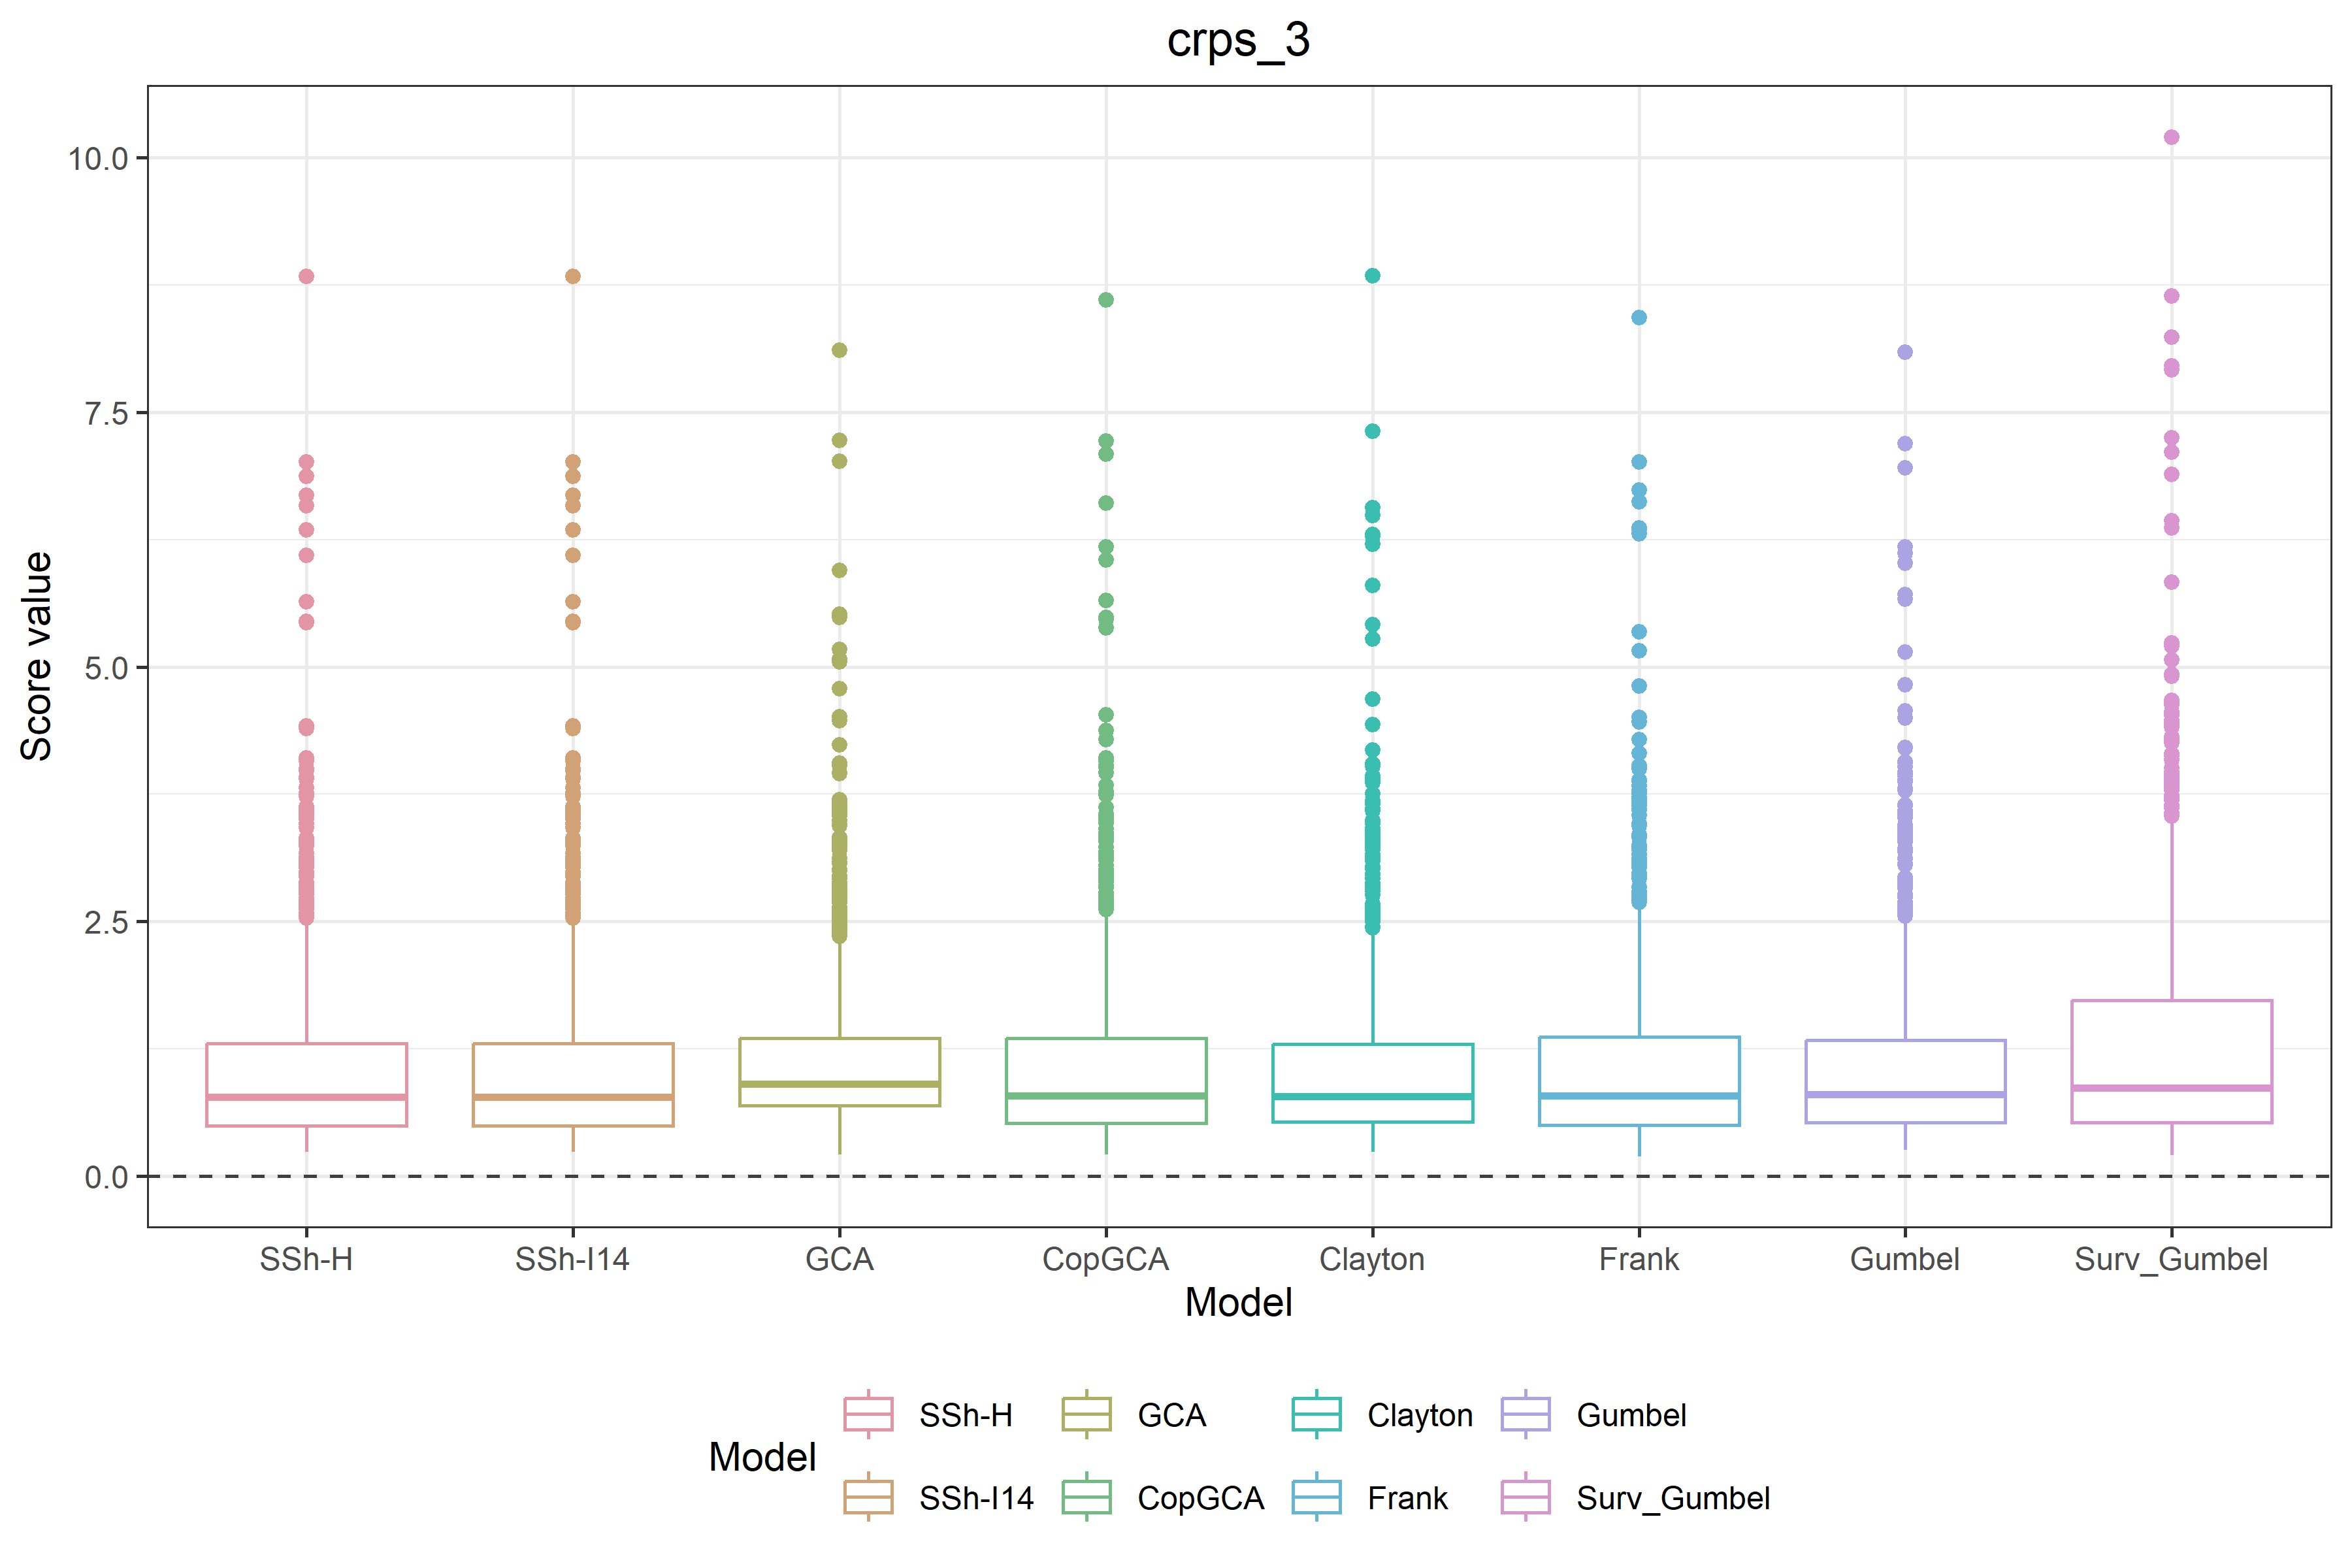 crps_3
10.0
7.5
5.0
2.5
0.0
Score value
SSh-H SSh-I14 GCA CopGCA Clayton Frank Gumbel Surv_Gumbel
Model
Model
SSh-H GCA Clayton Gumbel
SSh-I14 CopGCA Frank Surv_Gumbel